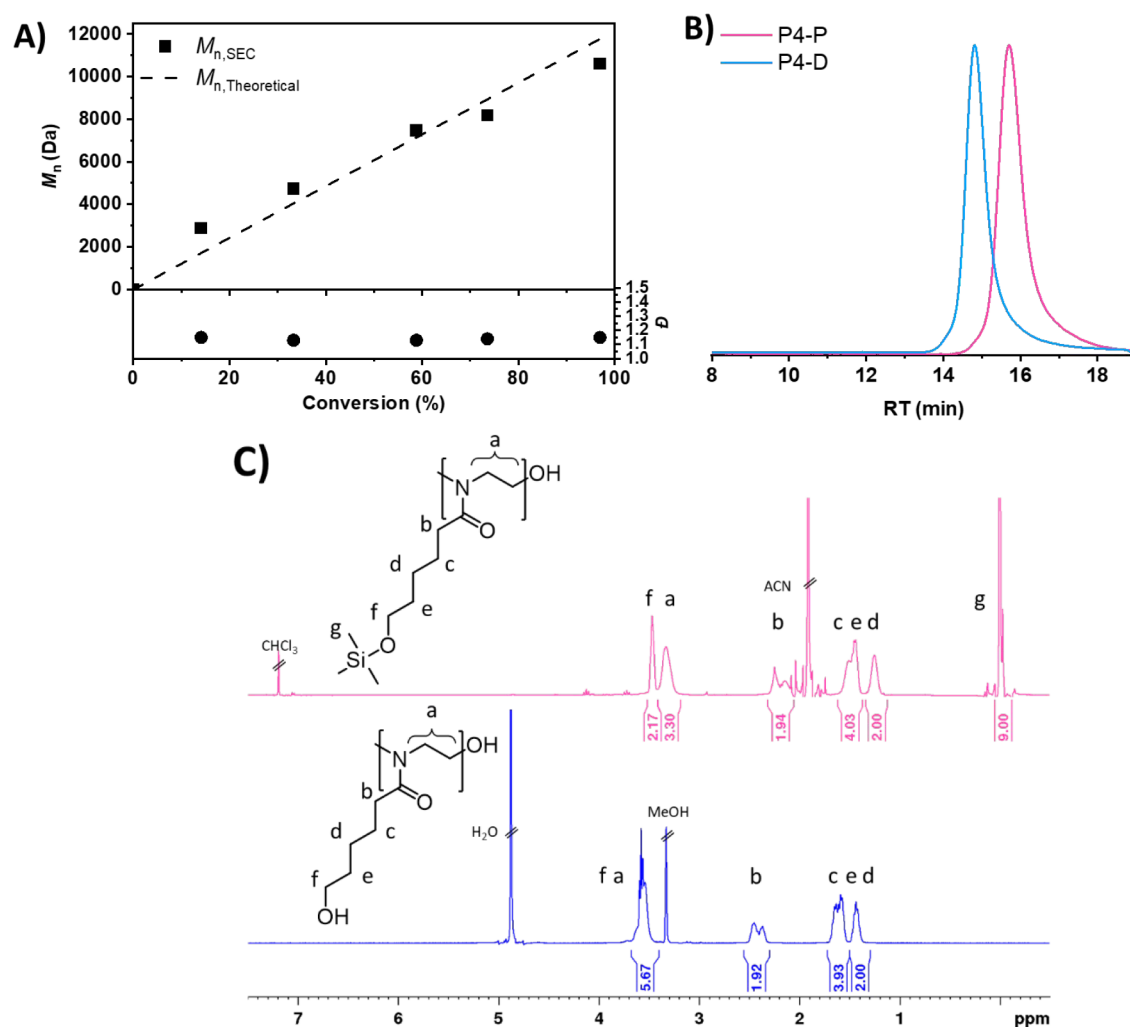 A)
M_n,SEC
M_n,Theoretical
12000
10000
8000
6000
4000
2000
0
M_n (Da)
1.5
1.4
1.3
1.2
1.1
1.0
Đ
0 20 40 60 80 100
Conversion (%)
B)
P4-P
P4-D
8 10 12 14 16 18
RT (min)
C)
a
N
OH
b
O
c
d
e
f
O
g
Si
CHCl₃
f a
b
ACN
c e d
g
2.17
3.30
1.94
4.03
2.00
9.00
a
N
OH
b
O
c
d
e
f
OH
H₂O
f a
MeOH
b
c e d
5.67
1.92
3.93
2.00
7 6 5 4 3 2 1 ppm